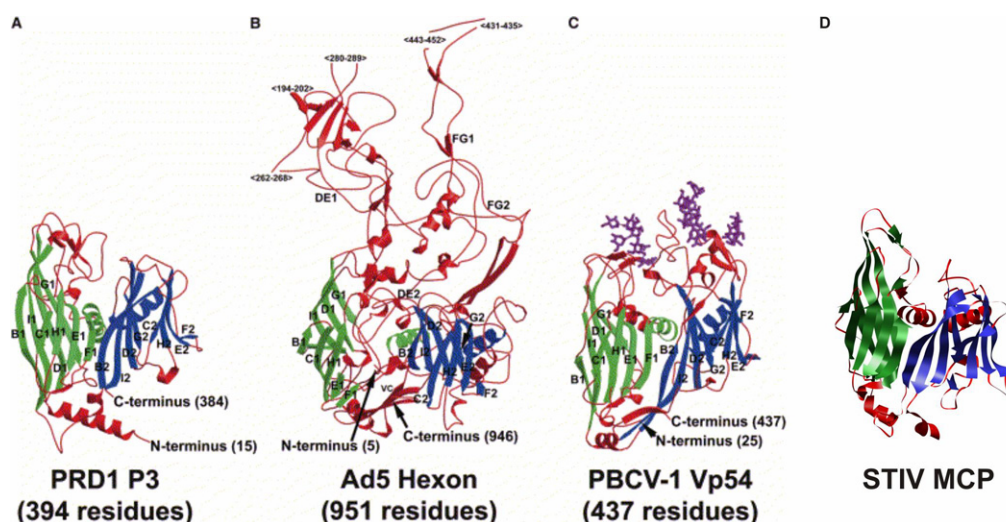 A
B
C
D
<431-435>
<443-452>
<280-289>
<194-202>
FG1
<262-268>
DE1
FG2
G1
I1
B1
C1
H1
E1
F1
D1
B2
C2
G2
D2
H2
F2
E2
I2
C-terminus (384)
N-terminus (15)
DE2
G1
D1
I1
B1
C1
H1
E1
F1
G2
D2
B2
I2
H2
E2
F2
VC
C2
N-terminus (5)
C-terminus (946)
G1
D1
I1
H1
C1
E1
F1
B1
B2
F2
C2
D2
H2
G2
E2
I2
C-terminus (437)
N-terminus (25)
PRD1 P3
(394 residues)
Ad5 Hexon
(951 residues)
PBCV-1 Vp54
(437 residues)
STIV MCP